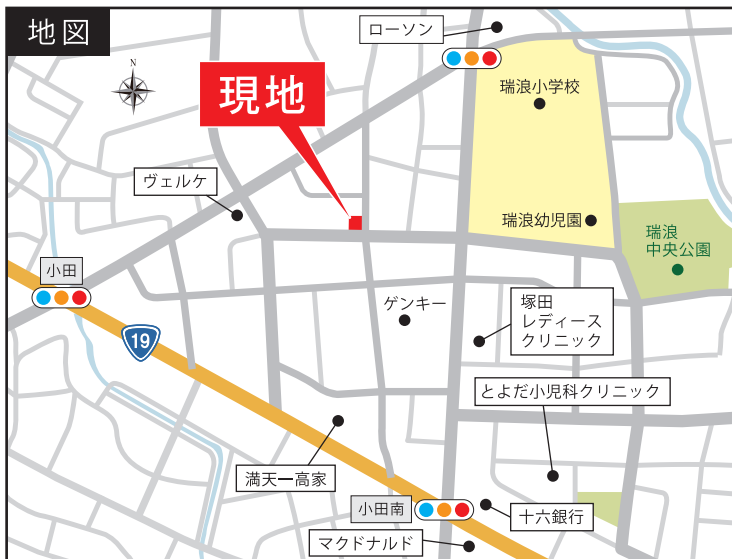 地図
ローソン
N
現地
瑞浪小学校
ヴェルケ
瑞浪幼児園
瑞浪
中央公園
小田
19
ゲンキー
塚田
レディース
クリニック
とよだ小児科クリニック
満天一高家
小田南
十六銀行
マクドナルド